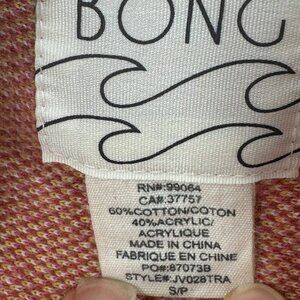 BONG
RN#:99064
CA#:37757
60%COTTON/COTON
40%ACRYLIC/
ACRYLIQUE
MADE IN CHINA
FABRIQUE EN CHINE
PO#:87073B
STYLE#:JV028TRA
S/P